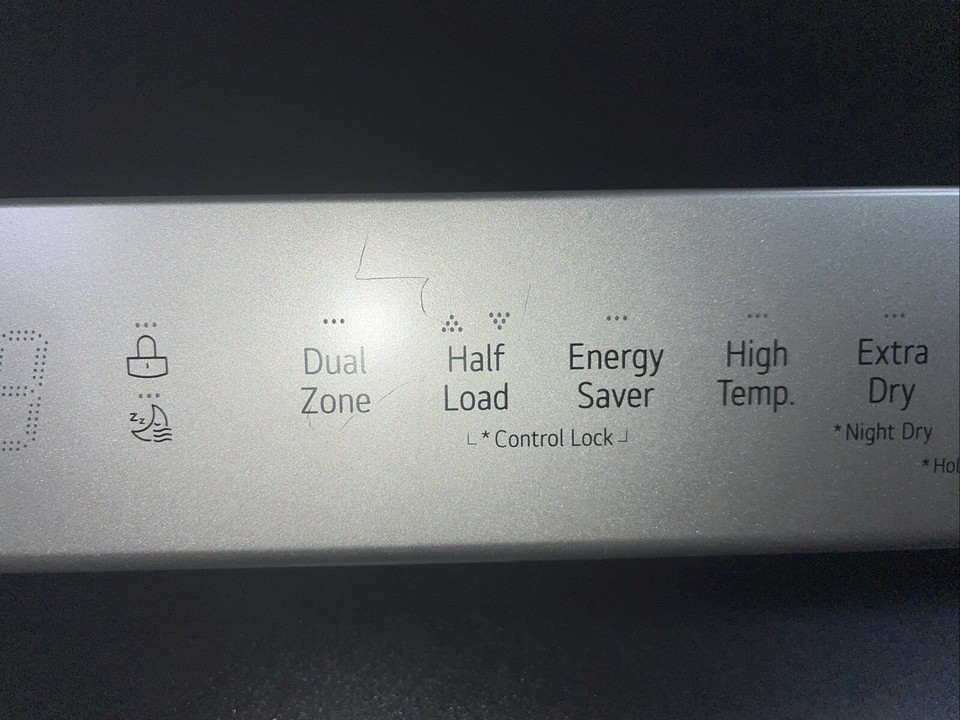 Dual
Zone
Half
Load
Energy
Saver
High
Temp.
Extra
Dry
* Control Lock
* Night Dry